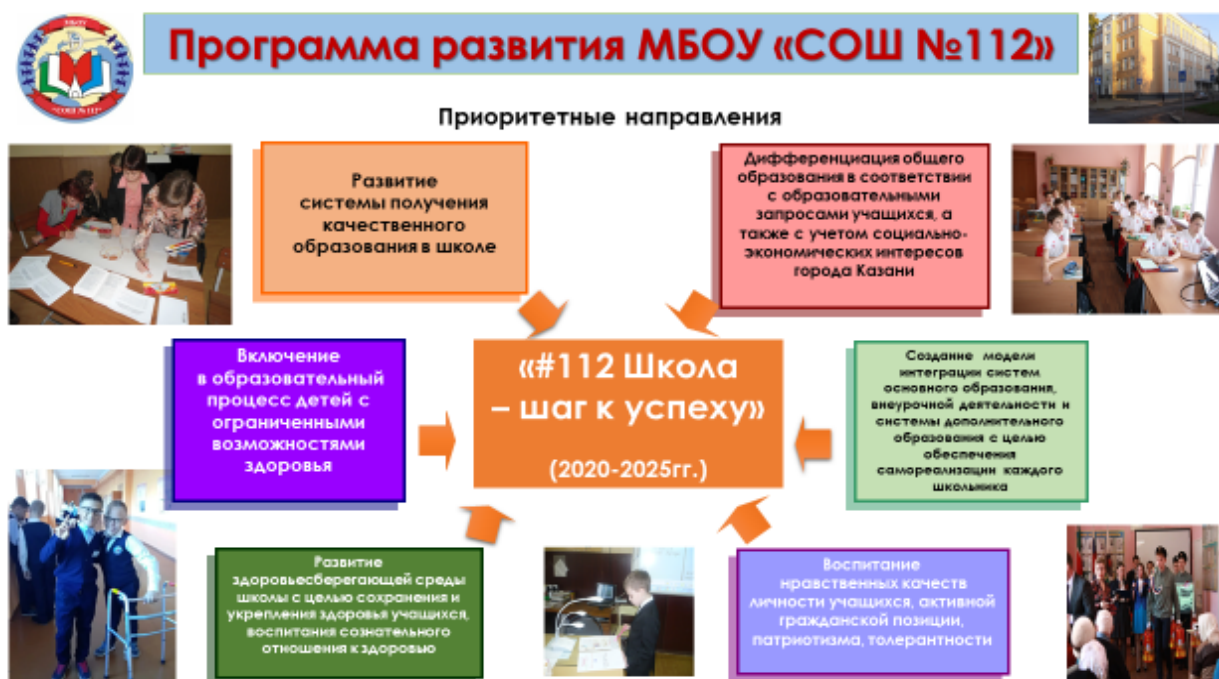 МБОУ
"СОШ №112"
Программа развития МБОУ «СОШ №112»
Приоритетные направления
Развитие
системы получения
качественного
образования в школе
Дифференциация общего
образования в соответствии
с образовательными
запросами учащихся, а
также с учетом социально-
экономических интересов
города Казани
Включение
в образовательный
процесс детей с
ограниченными
возможностями
здоровья
«#112 Школа
– шаг к успеху»
(2020-2025гг.)
Создание модели
интеграции систем
основного образования,
внеурочной деятельности и
системы дополнительного
образования с целью
обеспечения
самореализации каждого
школьника
Развитие
здоровьесберегающей среды
школы с целью сохранения и
укрепления здоровья учащихся,
воспитания сознательного
отношения к здоровью
Воспитание
нравственных качеств
личности учащихся, активной
гражданской позиции,
патриотизма, толерантности